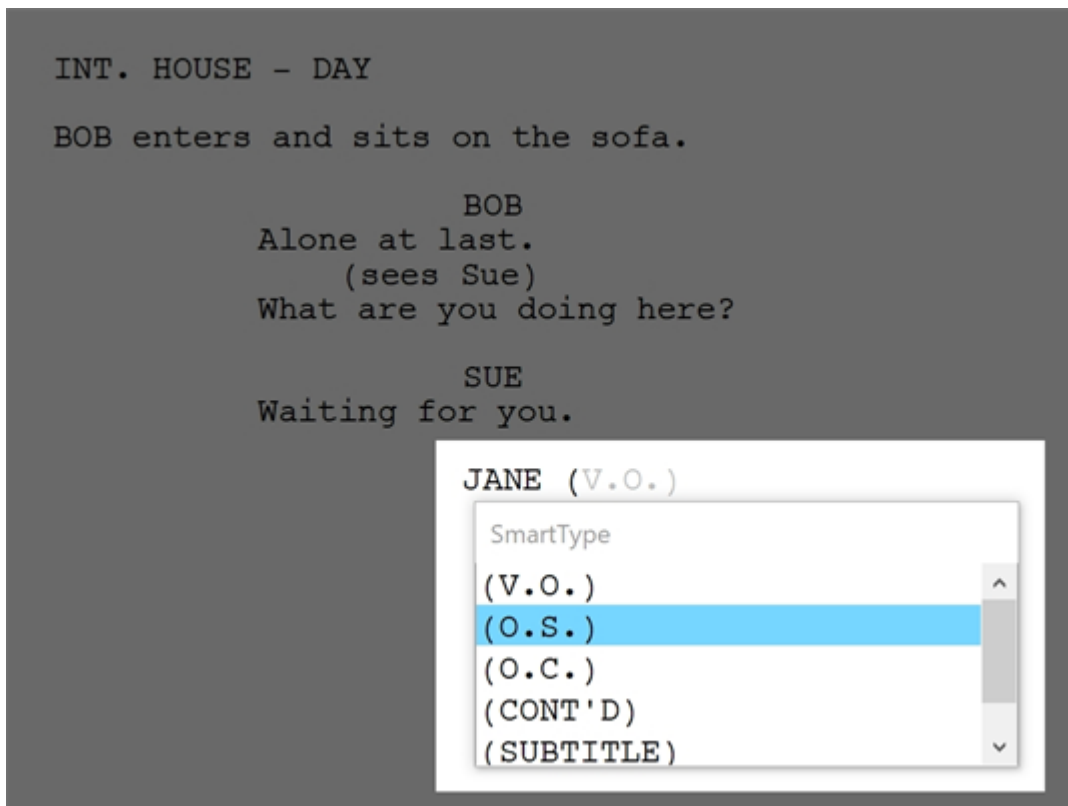 INT. HOUSE – DAY
BOB enters and sits on the sofa.
BOB
Alone at last.
(sees Sue)
What are you doing here?
SUE
Waiting for you.
JANE (V.O.)
SmartType
(V.O.)
(O.S.)
(O.C.)
(CONT'D)
(SUBTITLE)